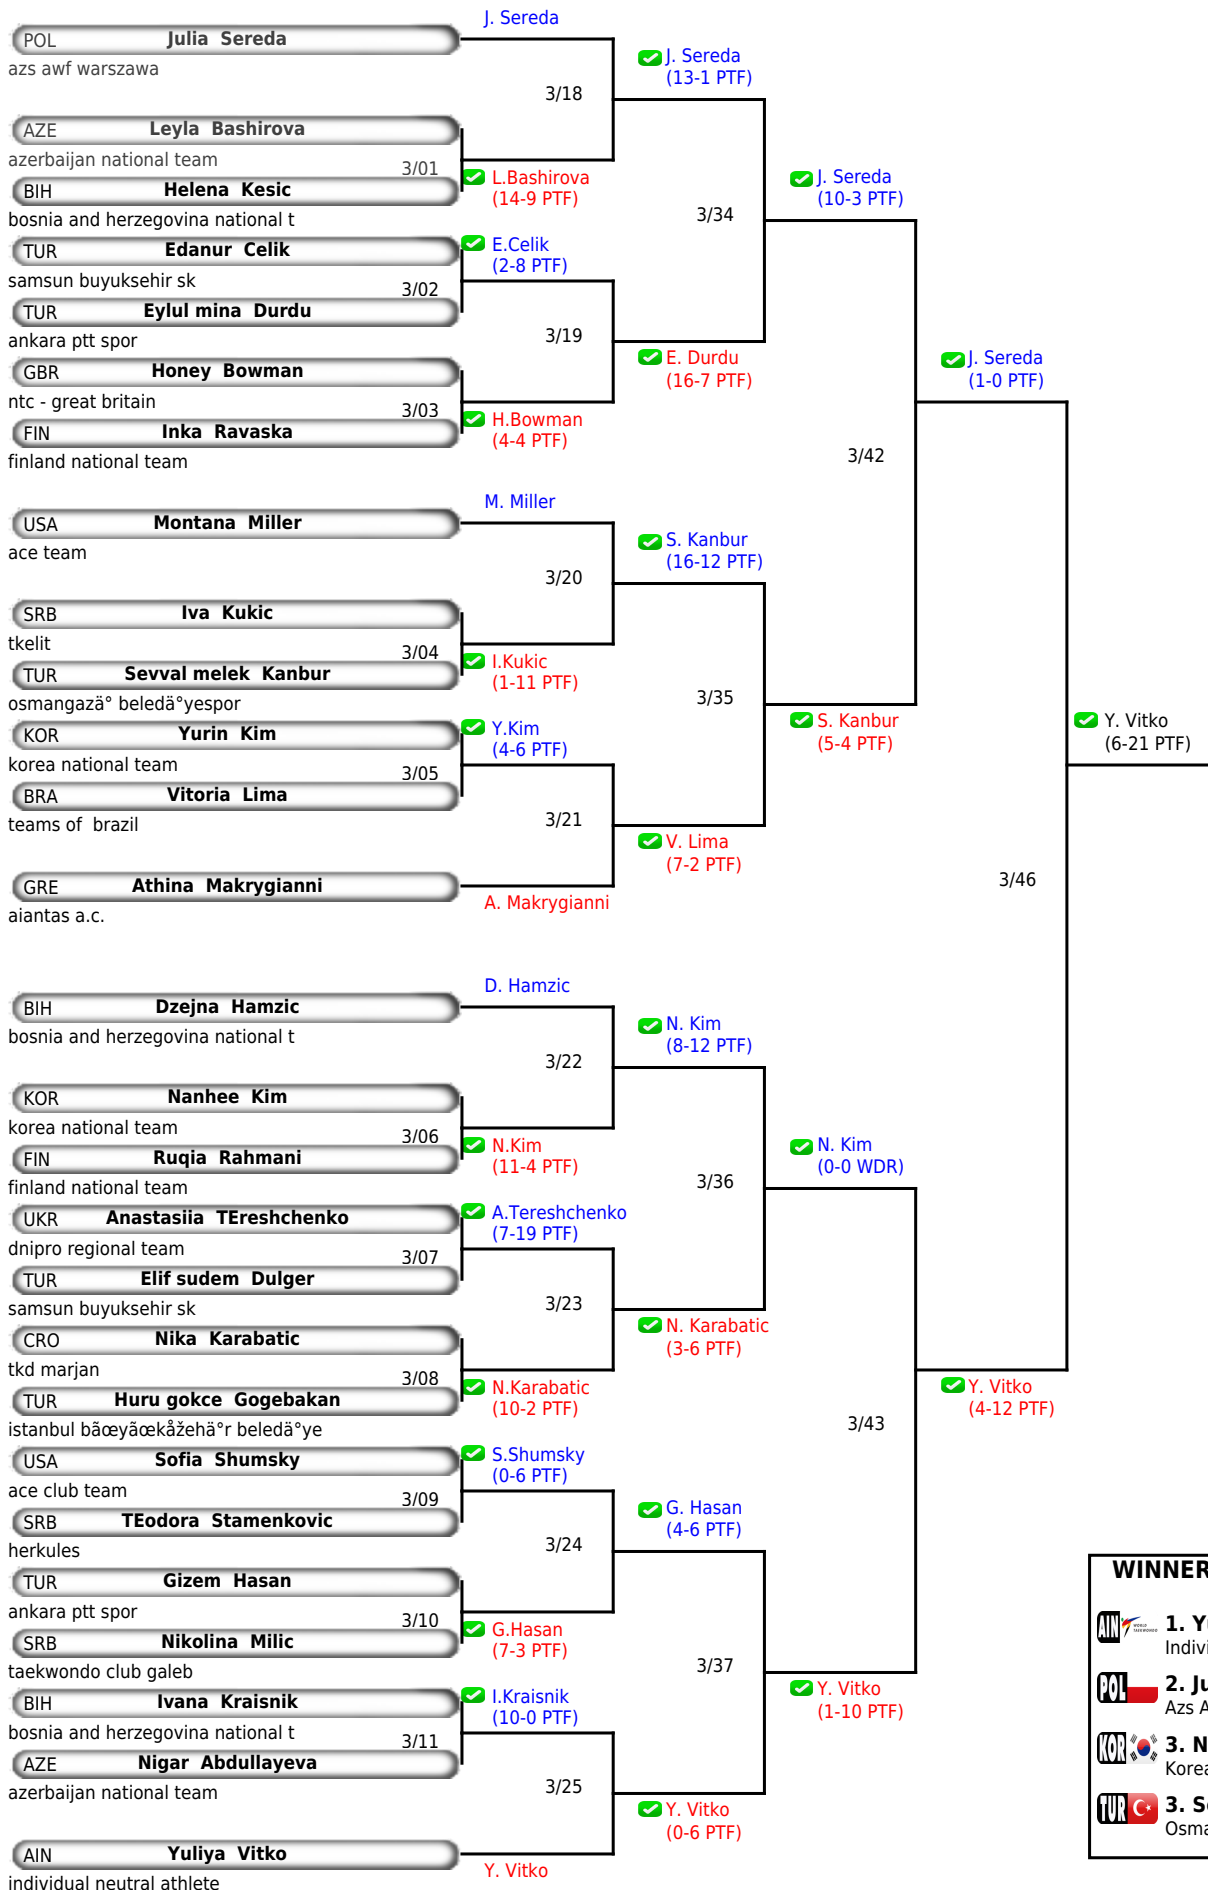 J. Sereda
POL Julia Sereda
azs awf warszawa
J. Sereda
(13-1 PTF)
3/18
AZE Leyla Bashirova
azerbaijan national team
3/01
L.Bashirova
(14-9 PTF)
BIH Helena Kesic
bosnia and herzegovina national t
J. Sereda
(10-3 PTF)
3/34
TUR Edanur Celik
samsun buyuksehir sk
E.Celik
(2-8 PTF)
3/02
TUR Eylul mina Durdu
ankara ptt spor
3/19
E. Durdu
(16-7 PTF)
J. Sereda
(1-0 PTF)
GBR Honey Bowman
ntc - great britain
3/03
H.Bowman
(4-4 PTF)
FIN Inka Ravaska
finland national team
3/42
M. Miller
USA Montana Miller
ace team
S. Kanbur
(16-12 PTF)
3/20
SRB Iva Kukic
tkelit
3/04
I.Kukic
(1-11 PTF)
TUR Sevval melek Kanbur
osmangazä° beledä°yespor
3/35
S. Kanbur
(5-4 PTF)
Y. Vitko
(6-21 PTF)
KOR Yurin Kim
korea national team
Y.Kim
(4-6 PTF)
3/05
BRA Vitoria Lima
teams of brazil
3/21
V. Lima
(7-2 PTF)
GRE Athina Makrygianni
aiantas a.c.
A. Makrygianni
3/46
D. Hamzic
BIH Dzejna Hamzic
bosnia and herzegovina national t
N. Kim
(8-12 PTF)
3/22
KOR Nanhee Kim
korea national team
3/06
N.Kim
(11-4 PTF)
FIN Ruqia Rahmani
finland national team
N. Kim
(0-0 WDR)
3/36
UKR Anastasiia TEreshchenko
dnipro regional team
A.Tereshchenko
(7-19 PTF)
3/07
TUR Elif sudem Dulger
samsun buyuksehir sk
3/23
N. Karabatic
(3-6 PTF)
CRO Nika Karabatic
tkd marjan
3/08
N.Karabatic
(10-2 PTF)
TUR Huru gokce Gogebakan
istanbul bãœyãœkåžehä°r beledä°ye
Y. Vitko
(4-12 PTF)
3/43
USA Sofia Shumsky
ace club team
S.Shumsky
(0-6 PTF)
3/09
SRB TEodora Stamenkovic
herkules
G. Hasan
(4-6 PTF)
3/24
TUR Gizem Hasan
ankara ptt spor
3/10
G.Hasan
(7-3 PTF)
SRB Nikolina Milic
taekwondo club galeb
3/37
Y. Vitko
(1-10 PTF)
BIH Ivana Kraisnik
bosnia and herzegovina national t
I.Kraisnik
(10-0 PTF)
3/11
AZE Nigar Abdullayeva
azerbaijan national team
3/25
Y. Vitko
(0-6 PTF)
AIN Yuliya Vitko
individual neutral athlete
Y. Vitko
WINNER
AIN 1. Yu
Indivi
POL 2. Ju
Azs A
KOR 3. N
Korea
TUR 3. Se
Osma